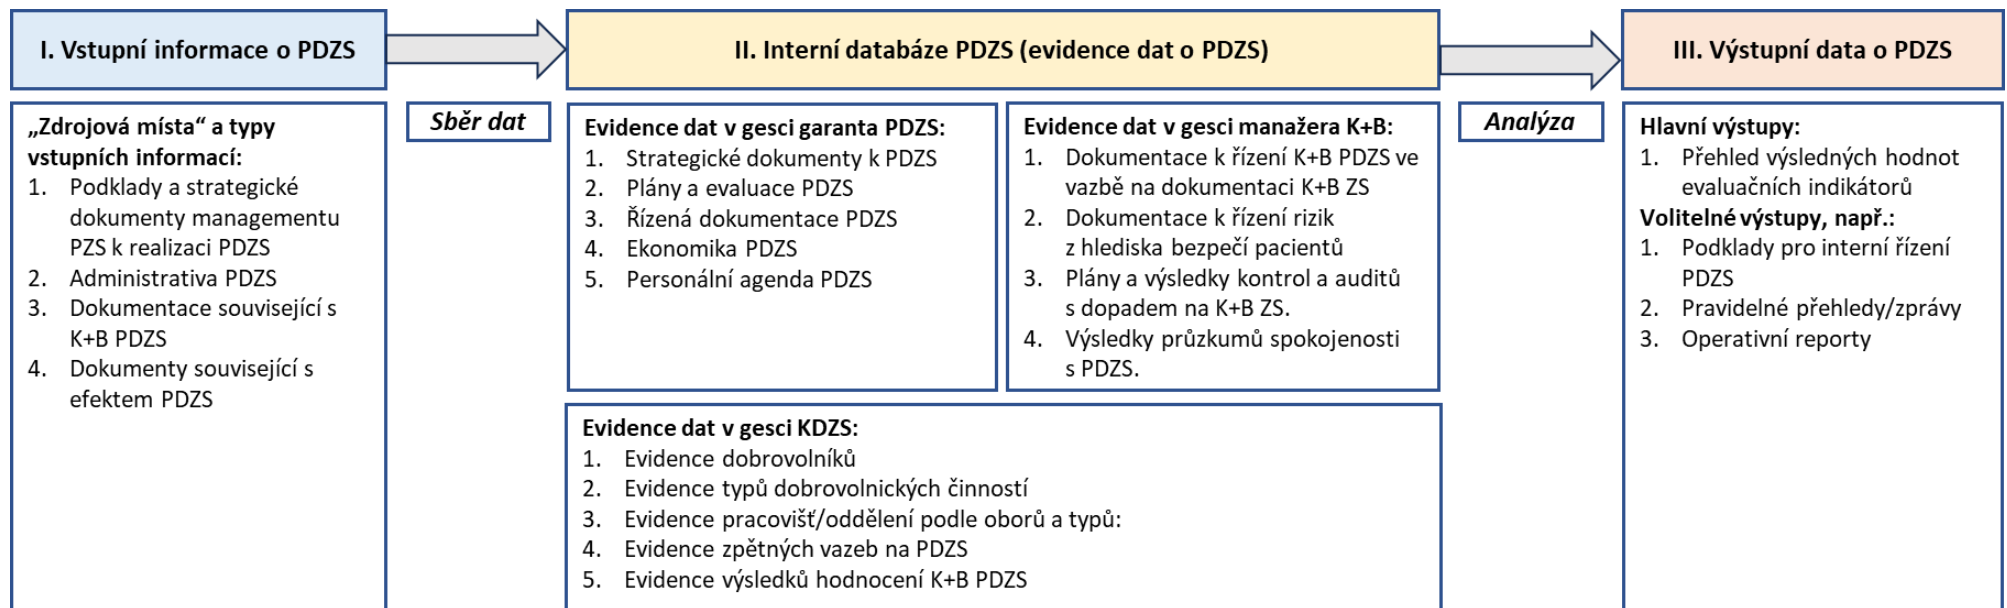 I. Vstupní informace o PDZS
II. Interní databáze PDZS (evidence dat o PDZS)
III. Výstupní data o PDZS
„Zdrojová místa“ a typy
vstupních informací:
1. Podklady a strategické
dokumenty managementu
PZS k realizaci PDZS
2. Administrativa PDZS
3. Dokumentace související s
K+B PDZS
4. Dokumenty související s
efektem PDZS
Sběr dat
Evidence dat v gesci garanta PDZS:
1. Strategické dokumenty k PDZS
2. Plány a evaluace PDZS
3. Řízená dokumentace PDZS
4. Ekonomika PDZS
5. Personální agenda PDZS
Evidence dat v gesci manažera K+B:
1. Dokumentace k řízení K+B PDZS ve
vazbě na dokumentaci K+B ZS
2. Dokumentace k řízení rizik
z hlediska bezpečí pacientů
3. Plány a výsledky kontrol a auditů
s dopadem na K+B ZS.
4. Výsledky průzkumů spokojenosti
s PDZS.
Evidence dat v gesci KDZS:
1. Evidence dobrovolníků
2. Evidence typů dobrovolnických činností
3. Evidence pracovišť/oddělení podle oborů a typů:
4. Evidence zpětných vazeb na PDZS
5. Evidence výsledků hodnocení K+B PDZS
Analýza
Hlavní výstupy:
1. Přehled výsledných hodnot
evaluačních indikátorů
Volitelné výstupy, např.:
1. Podklady pro interní řízení
PDZS
2. Pravidelné přehledy/zprávy
3. Operativní reporty